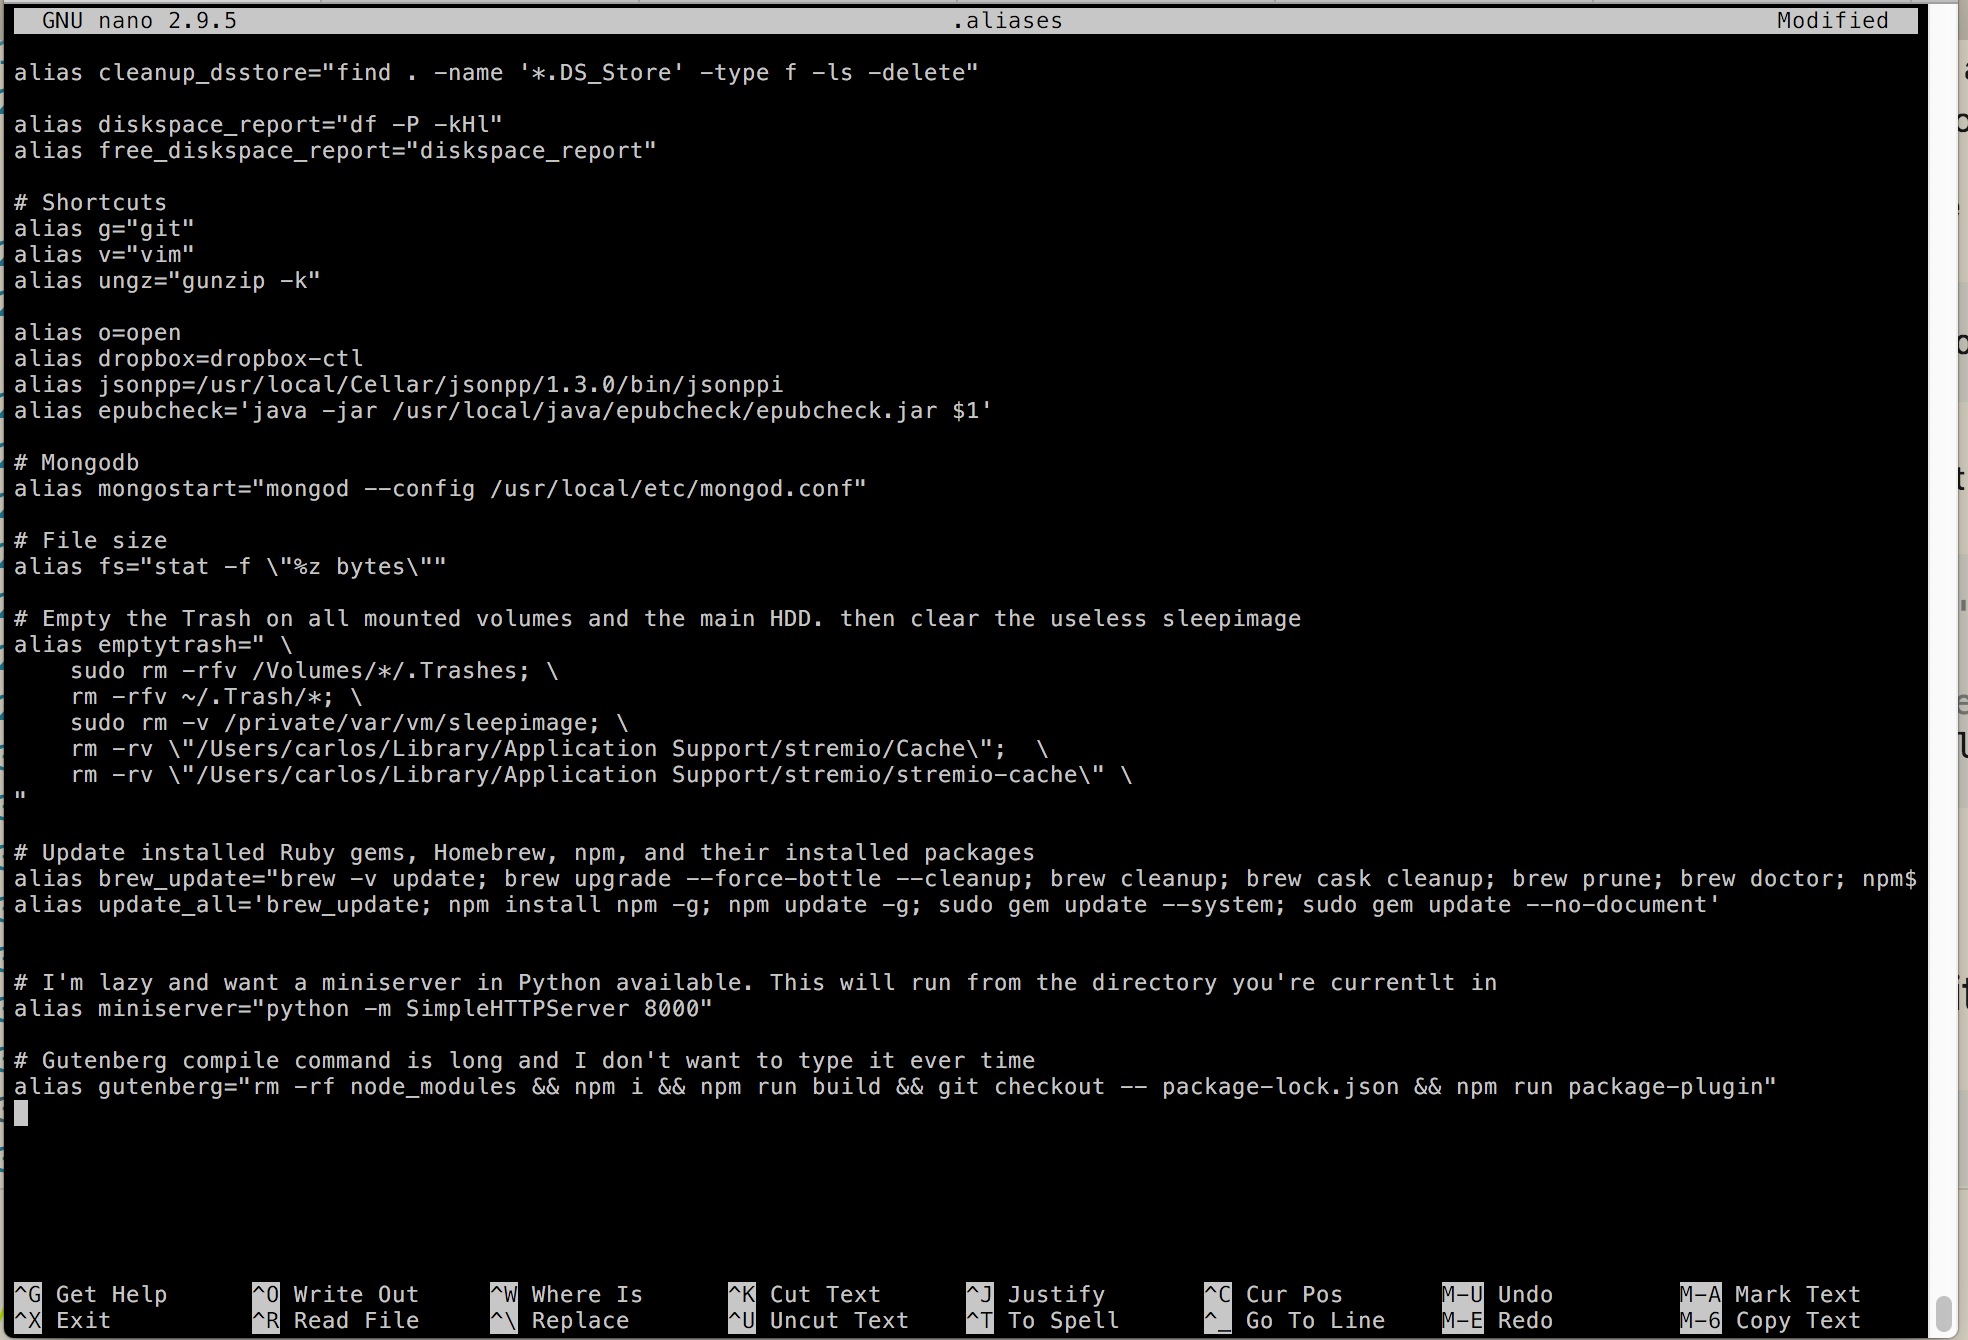 GNU nano 2.9.5 .aliases Modified
alias cleanup_dsstore="find . -name '*.DS_Store' -type f -ls -delete"
alias diskspace_report="df -P -kHl"
alias free_diskspace_report="diskspace_report"
# Shortcuts
alias g="git"
alias v="vim"
alias ungz="gunzip -k"
alias o=open
alias dropbox=dropbox-ctl
alias jsonpp=/usr/local/Cellar/jsonpp/1.3.0/bin/jsonppi
alias epubcheck='java -jar /usr/local/java/epubcheck/epubcheck.jar $1'
# Mongodb
alias mongostart="mongod --config /usr/local/etc/mongod.conf"
# File size
alias fs="stat -f \"%z bytes\""
# Empty the Trash on all mounted volumes and the main HDD. then clear the useless sleepimage
alias emptytrash=" \
    sudo rm -rfv /Volumes/*/.Trashes; \
    rm -rfv ~/.Trash/*; \
    sudo rm -v /private/var/vm/sleepimage; \
    rm -rv \"/Users/carlos/Library/Application Support/stremio/Cache\";  \
    rm -rv \"/Users/carlos/Library/Application Support/stremio/stremio-cache\" \
"
# Update installed Ruby gems, Homebrew, npm, and their installed packages
alias brew_update="brew -v update; brew upgrade --force-bottle --cleanup; brew cleanup; brew cask cleanup; brew prune; brew doctor; npm$
alias update_all='brew_update; npm install npm -g; npm update -g; sudo gem update --system; sudo gem update --no-document'
# I'm lazy and want a miniserver in Python available. This will run from the directory you're currentlt in
alias miniserver="python -m SimpleHTTPServer 8000"
# Gutenberg compile command is long and I don't want to type it ever time
alias gutenberg="rm -rf node_modules && npm i && npm run build && git checkout -- package-lock.json && npm run package-plugin"
^G Get Help ^O Write Out ^W Where Is ^K Cut Text ^J Justify ^C Cur Pos M-U Undo M-A Mark Text
^X Exit ^R Read File ^\ Replace ^U Uncut Text ^T To Spell ^_ Go To Line M-E Redo M-6 Copy Text